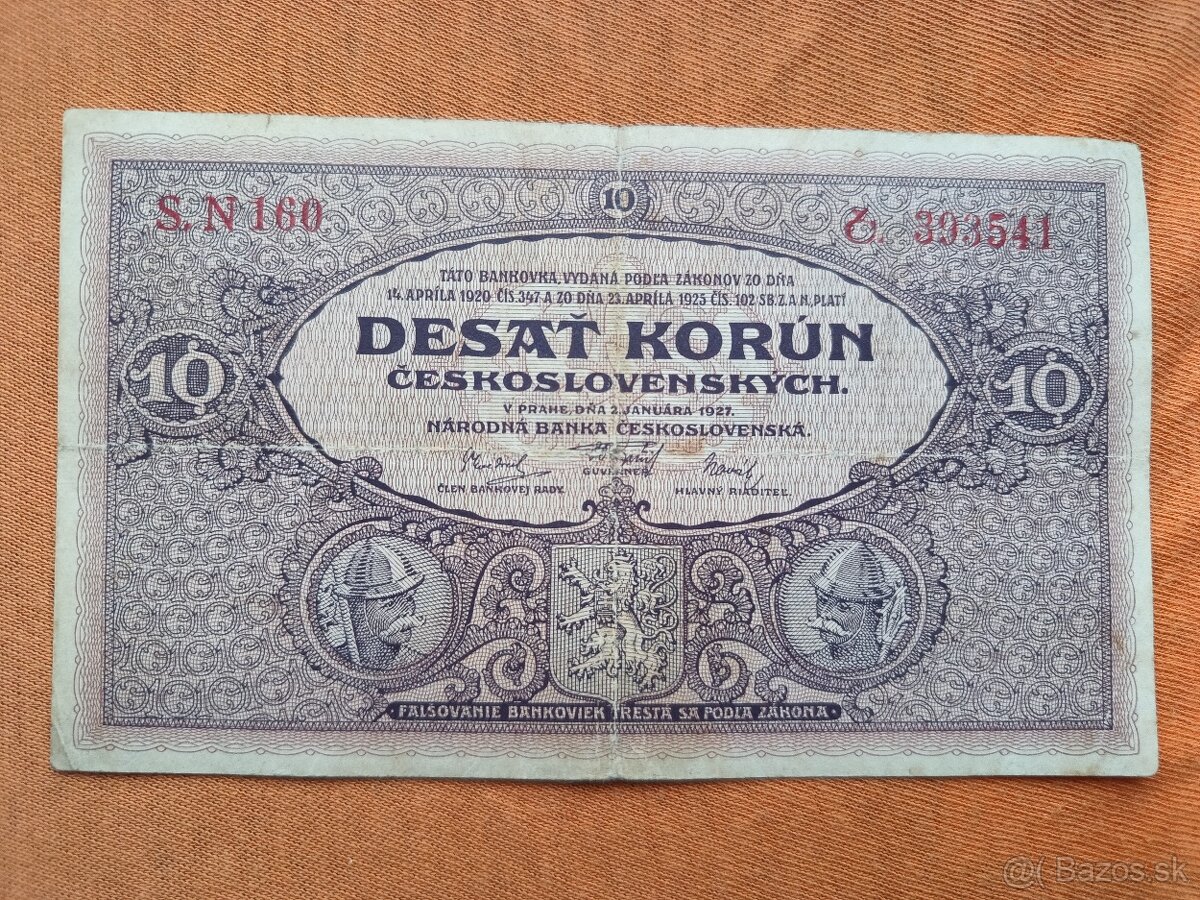 10
S. N 160
Č. 393541
TÁTO BANKOVKA, VYDANÁ PODĽA ZÁKONOV ZO DŇA
14. APRÍLA 1920 ČÍS. 347 A ZO DŇA 23. APRÍLA 1925 ČÍS. 102 SB. Z. A N., PLATÍ
DESAŤ KORÚN
ČESKOSLOVENSKÝCH.
10
10
V PRAHE, DŇA 2. JANUÁRA 1927.
NÁRODNÁ BANKA ČESKOSLOVENSKÁ.
ČLEN BANKOVEJ RADY.
HLAVNÝ RIADITEL.
· FALŠOVANIE BANKOVIEK TRESTÁ SA PODĽA ZÁKONA ·
@( Bazos.sk